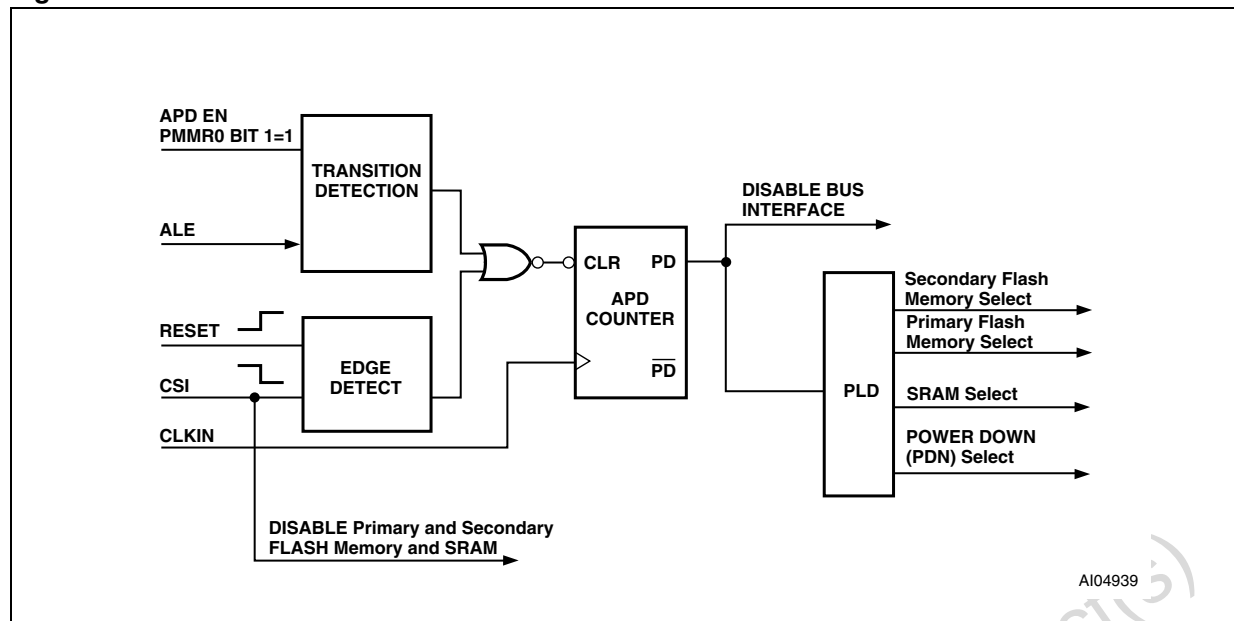 APD EN
PMMR0 BIT 1=1
TRANSITION
DETECTION
ALE
RESET
CSI
EDGE
DETECT
CLKIN
CLR PD
APD
COUNTER
PD
DISABLE BUS
INTERFACE
PLD
Secondary Flash
Memory Select
Primary Flash
Memory Select
SRAM Select
POWER DOWN
(PDN) Select
DISABLE Primary and Secondary
FLASH Memory and SRAM
AI04939